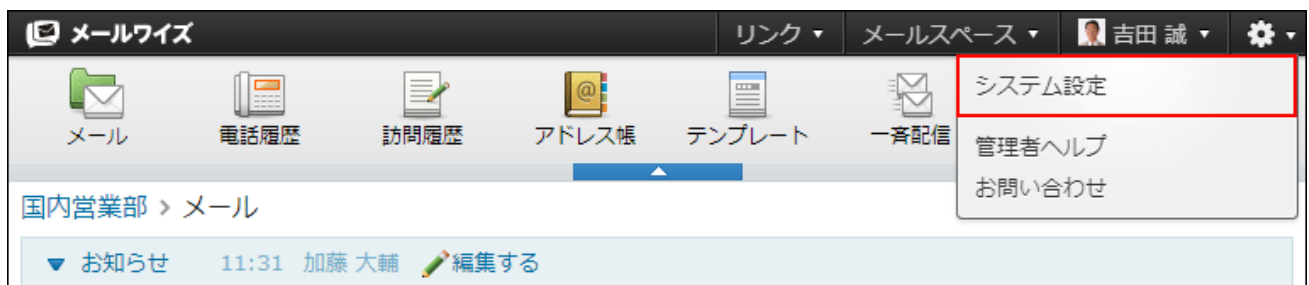 メールワイズ リンク ▼ メールスペース ▼ 吉田 誠 ▼
システム設定
メール 電話履歴 訪問履歴 アドレス帳 テンプレート 一斉配信
管理者ヘルプ
お問い合わせ
国内営業部 > メール
▼ お知らせ 11:31 加藤 大輔 編集する